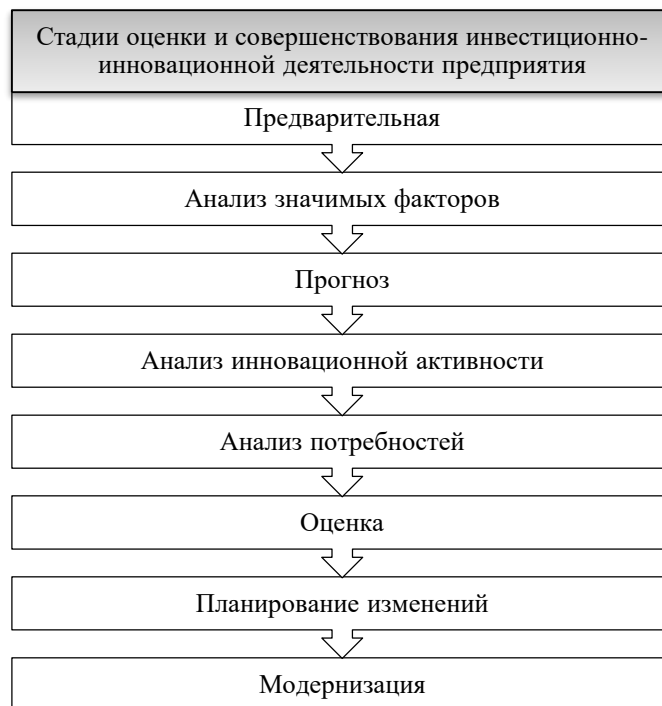 Стадии оценки и совершенствования инвестиционно-
инновационной деятельности предприятия
Предварительная
Анализ значимых факторов
Прогноз
Анализ инновационной активности
Анализ потребностей
Оценка
Планирование изменений
Модернизация